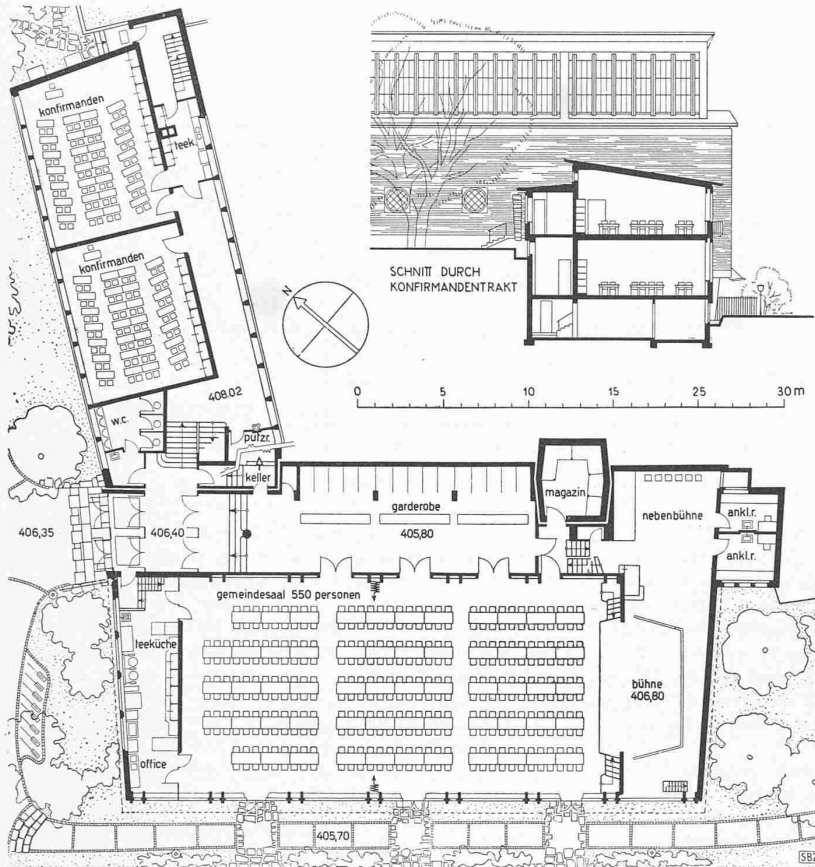 konfirmanden
teek.
konfirmanden
SCHNITT DURCH
KONFIRMANDENTRAKT
N
408.02
0 5 10 15 20 25 30 m
w.c.
putzr.
keller
magazin
garderobe
nebenbühne
ankl.r.
406,35
406,40
405,80
ankl.r.
gemeindesaal 550 personen
teeküche
bühne
406,80
office
405,70